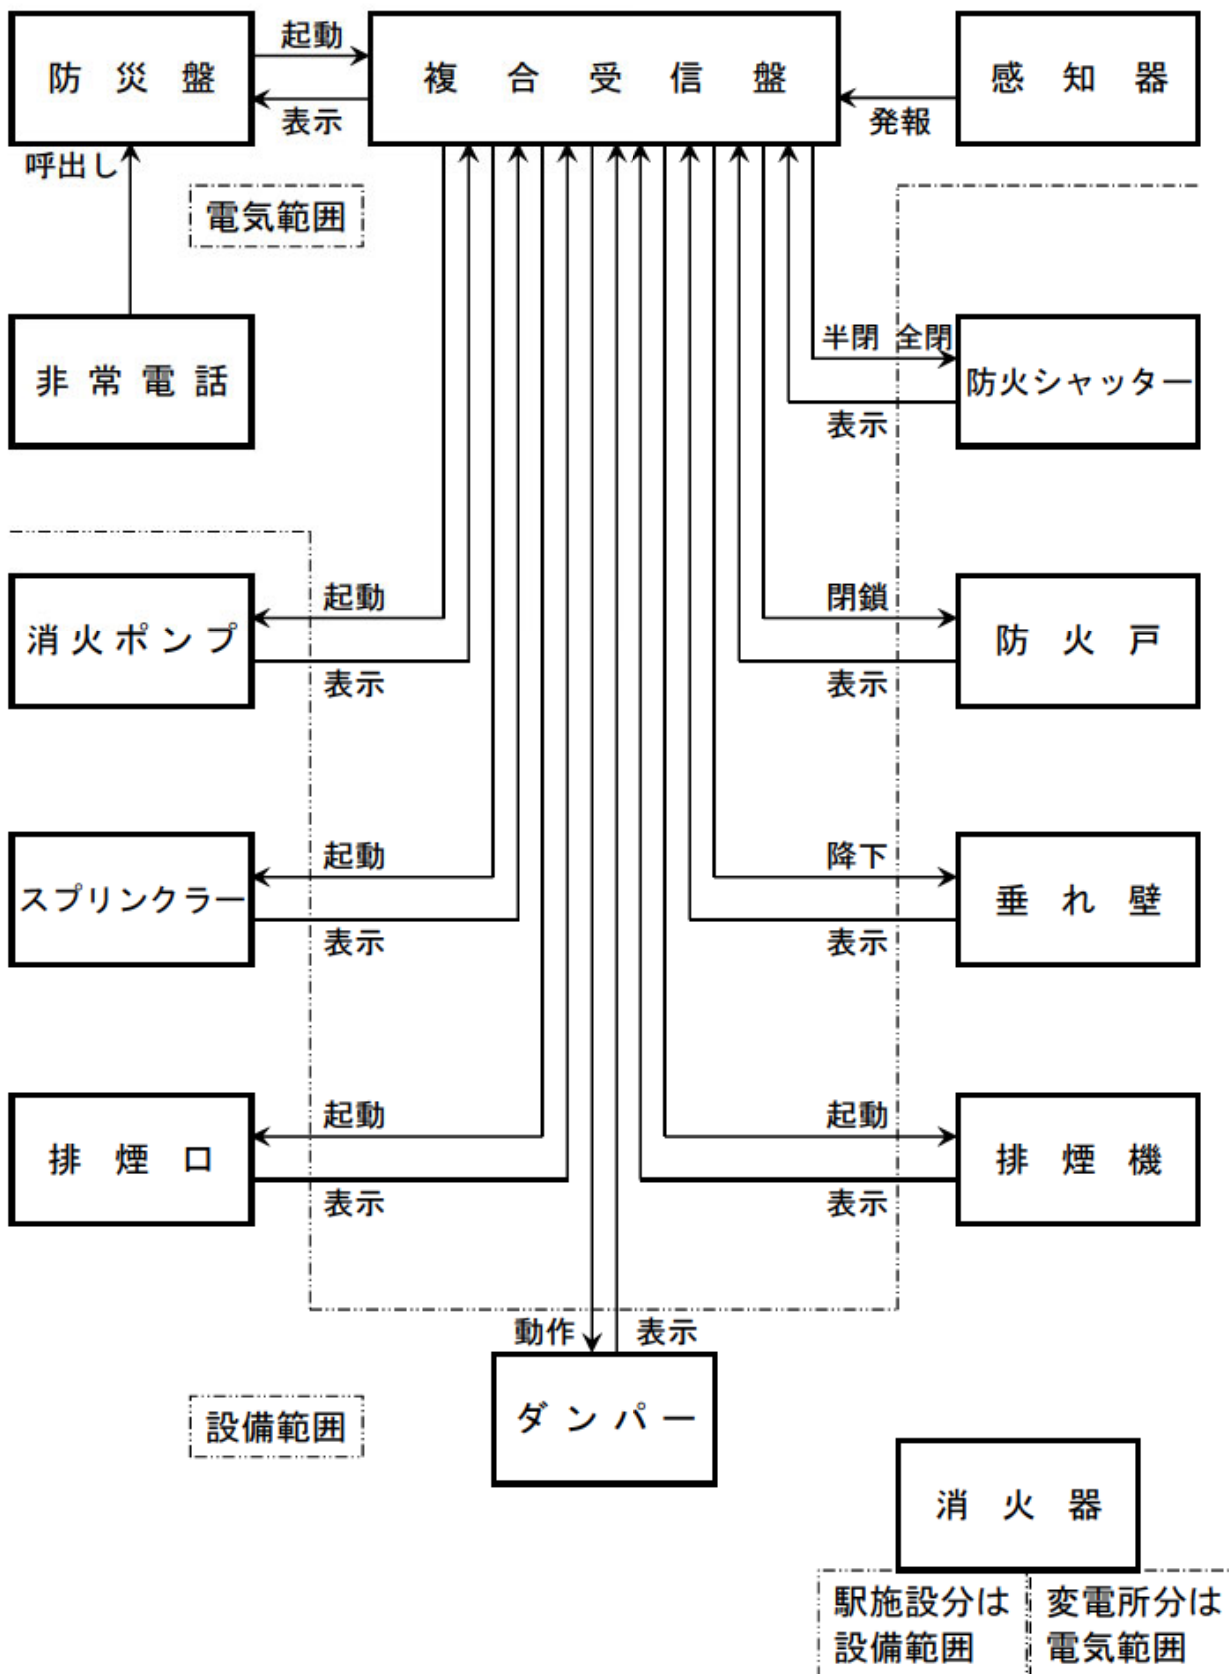 防災盤
起動
表示
複合受信盤
発報
感知器
呼出し
電気範囲
非常電話
半閉 全閉
表示
防火シャッター
消火ポンプ
起動
表示
閉鎖
表示
防火戸
スプリンクラー
起動
表示
降下
表示
垂れ壁
排煙口
起動
表示
起動
表示
排煙機
動作
表示
ダンパー
設備範囲
消火器
駅施設分は
設備範囲
変電所分は
電気範囲